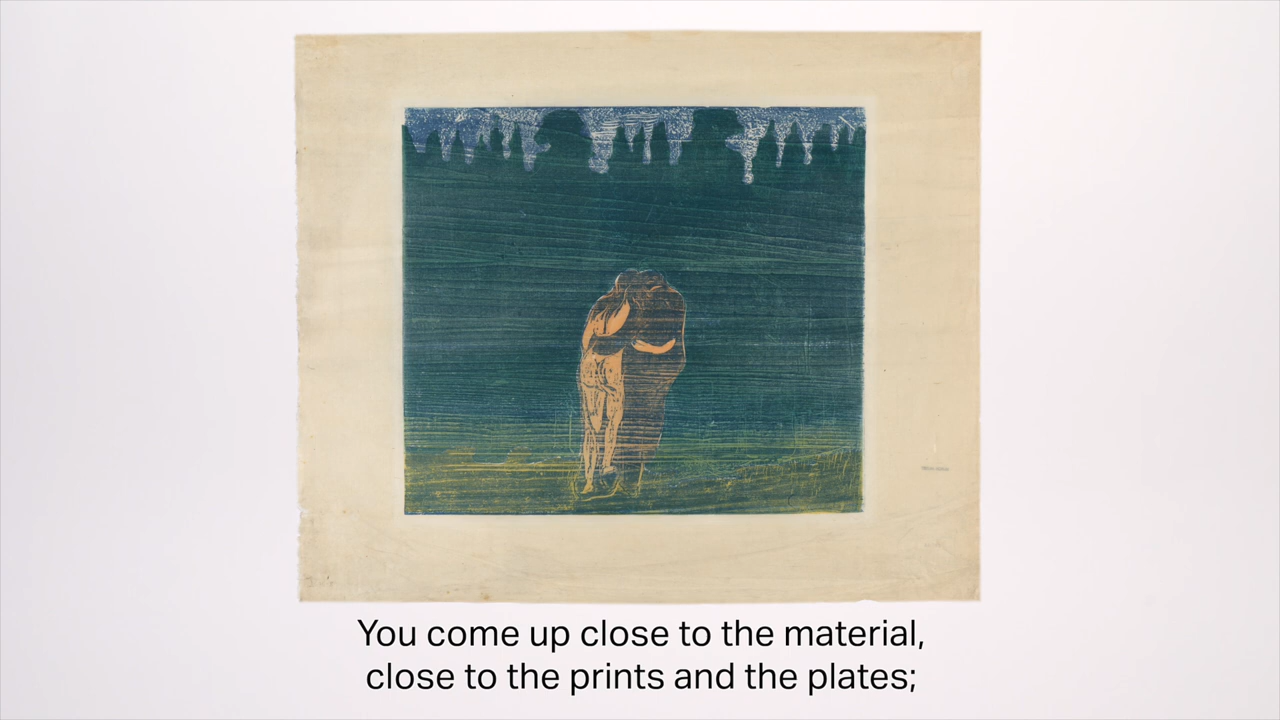 You come up close to the material,
close to the prints and the plates;